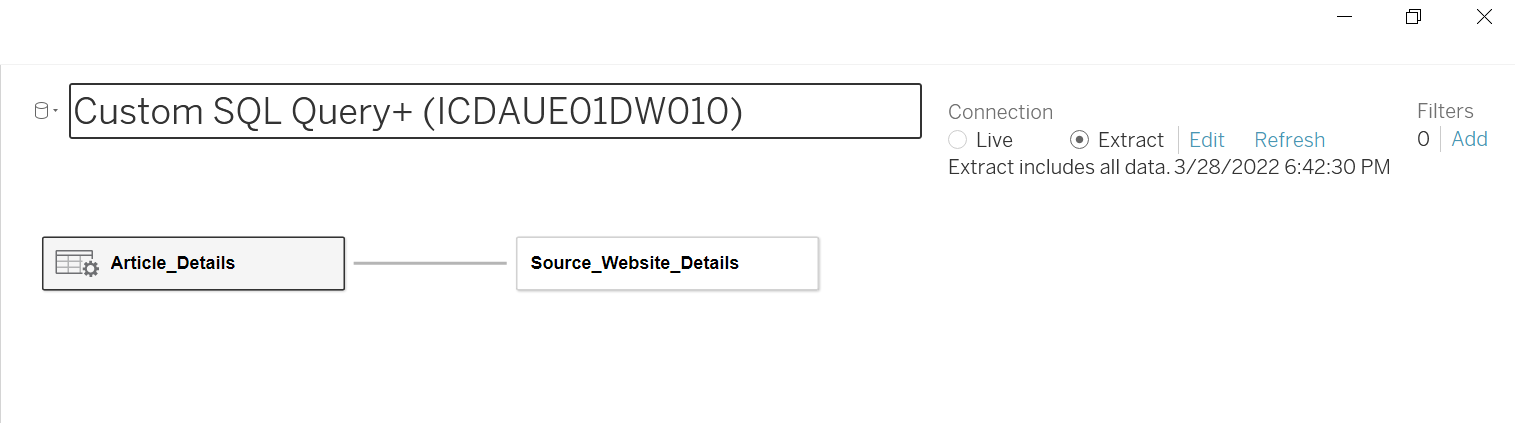 Custom SQL Query+ (ICDAUE01DW010)
Connection
Live Extract Edit Refresh
Extract includes all data. 3/28/2022 6:42:30 PM
Filters
0 Add
Article_Details
Source_Website_Details